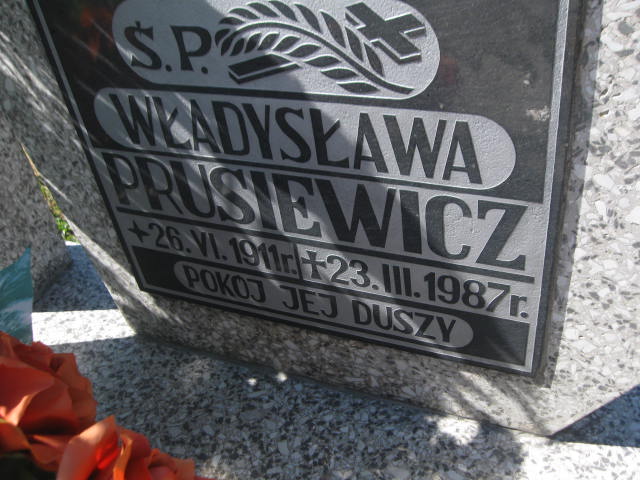 Ś.P.
WŁADYSŁAWA
PRUSIEWICZ
26.VI.1911r. ✝23.III.1987r.
POKÓJ JEJ DUSZY